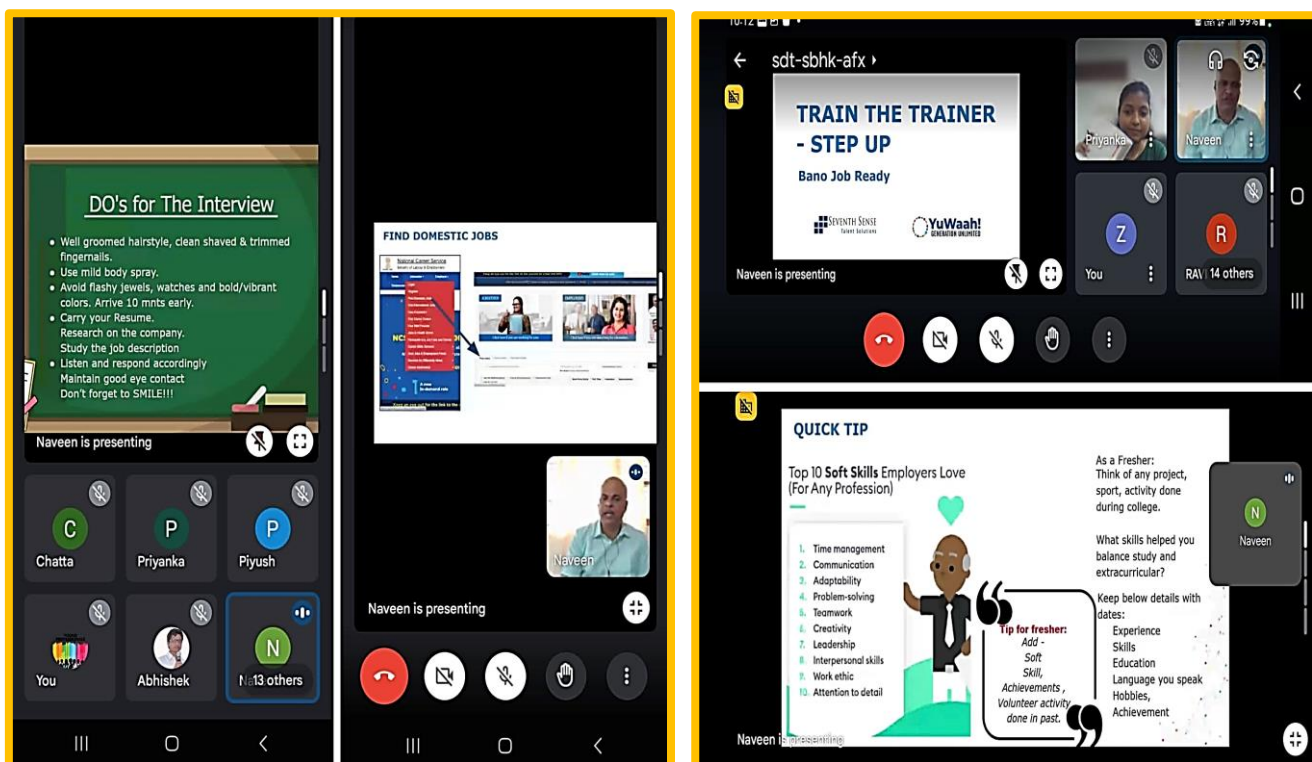 DO's for The Interview
• Well groomed hairstyle, clean shaved & trimmed
fingernails.
• Use mild body spray.
• Avoid flashy jewels, watches and bold/vibrant
colors. Arrive 10 mnts early.
• Carry your Resume.
Research on the company
Study the job description
• Listen and respond accordingly
Maintain good eye contact
Don't forget to SMILE!!!
Naveen is presenting
C
P
P
Chatta
Priyanka
Piyush
N
You
Abhishek
13 others
FIND DOMESTIC JOBS
National Career Service
Naveen
Naveen is presenting
10:12
99%
sdt-sbhk-afx
TRAIN THE TRAINER
- STEP UP
Bano Job Ready
SEVENTH SENSE
Talent Solutions
YuWaah!
GENERATION UNLIMITED
Naveen is presenting
Priyanka
Naveen
Z
R
You
RAV
14 others
QUICK TIP
Top 10 Soft Skills Employers Love
(For Any Profession)
1. Time management
2. Communication
3. Adaptability
4. Problem-solving
5. Teamwork
6. Creativity
7. Leadership
8. Interpersonal skills
9. Work ethic
10. Attention to detail
Tip for fresher:
Add -
Soft
Skill,
Achievements ,
Volunteer activity
done in past.
As a Fresher:
Think of any project,
sport, activity done
during college.
What skills helped you
balance study and
extracurricular?
Keep below details with
dates:
Experience
Skills
Education
Language you speak
Hobbies,
Achievement
N
Naveen
Naveen is presenting